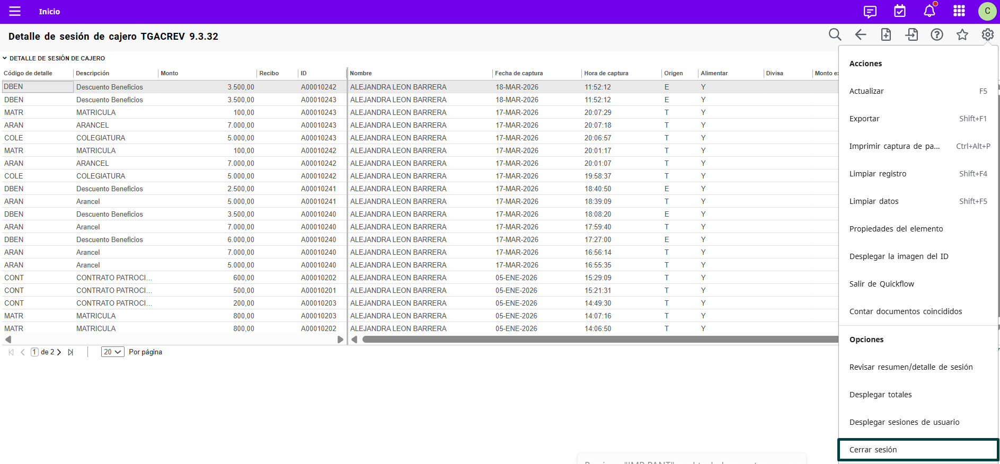 Inicio
C
Detalle de sesión de cajero TGACREV 9.3.32
DETALLE DE SESIÓN DE CAJERO
Código de detalle Descripción Monto Recibo ID Nombre Fecha de captura Hora de captura Origen Alimentar Divisa Monto
DBEN Descuento Beneficios 3.500,00 A00010242 ALEJANDRA LEON BARRERA 18-MAR-2026 11:52:12 E Y
DBEN Descuento Beneficios 3.500,00 A00010243 ALEJANDRA LEON BARRERA 18-MAR-2026 11:52:12 E Y
MATR MATRICULA 100,00 A00010243 ALEJANDRA LEON BARRERA 17-MAR-2026 20:07:29 T Y
ARAN ARANCEL 7.000,00 A00010243 ALEJANDRA LEON BARRERA 17-MAR-2026 20:07:18 T Y
COLE COLEGIATURA 5.000,00 A00010243 ALEJANDRA LEON BARRERA 17-MAR-2026 20:06:57 T Y
MATR MATRICULA 100,00 A00010242 ALEJANDRA LEON BARRERA 17-MAR-2026 20:01:17 T Y
ARAN ARANCEL 7.000,00 A00010242 ALEJANDRA LEON BARRERA 17-MAR-2026 20:01:07 T Y
COLE COLEGIATURA 5.000,00 A00010242 ALEJANDRA LEON BARRERA 17-MAR-2026 19:58:37 T Y
DBEN Descuento Beneficios 2.500,00 A00010241 ALEJANDRA LEON BARRERA 17-MAR-2026 18:40:50 E Y
ARAN Arancel 5.000,00 A00010241 ALEJANDRA LEON BARRERA 17-MAR-2026 18:39:09 T Y
DBEN Descuento Beneficios 3.500,00 A00010240 ALEJANDRA LEON BARRERA 17-MAR-2026 18:08:20 E Y
ARAN Arancel 7.000,00 A00010240 ALEJANDRA LEON BARRERA 17-MAR-2026 17:59:40 T Y
DBEN Descuento Beneficios 6.000,00 A00010240 ALEJANDRA LEON BARRERA 17-MAR-2026 17:27:00 E Y
ARAN Arancel 7.000,00 A00010240 ALEJANDRA LEON BARRERA 17-MAR-2026 16:56:14 T Y
ARAN Arancel 5.000,00 A00010240 ALEJANDRA LEON BARRERA 17-MAR-2026 16:55:35 T Y
CONT CONTRATO PATROCI... 600,00 A00010202 ALEJANDRA LEON BARRERA 05-ENE-2026 15:29:09 T Y
CONT CONTRATO PATROCI... 500,00 A00010201 ALEJANDRA LEON BARRERA 05-ENE-2026 15:21:31 T Y
CONT CONTRATO PATROCI... 200,00 A00010203 ALEJANDRA LEON BARRERA 05-ENE-2026 14:49:30 T Y
MATR MATRICULA 800,00 A00010203 ALEJANDRA LEON BARRERA 05-ENE-2026 14:07:16 T Y
MATR MATRICULA 800,00 A00010202 ALEJANDRA LEON BARRERA 05-ENE-2026 14:06:50 T Y
1 de 2 20 Por página
Acciones
Actualizar F5
Exportar Shift+F1
Imprimir captura de pa... Ctrl+Alt+P
Limpiar registro Shift+F4
Limpiar datos Shift+F5
Propiedades del elemento
Desplegar la imagen del ID
Salir de Quickflow
Contar documentos coincididos
Opciones
Revisar resumen/detalle de sesión
Desplegar totales
Desplegar sesiones de usuario
Cerrar sesión